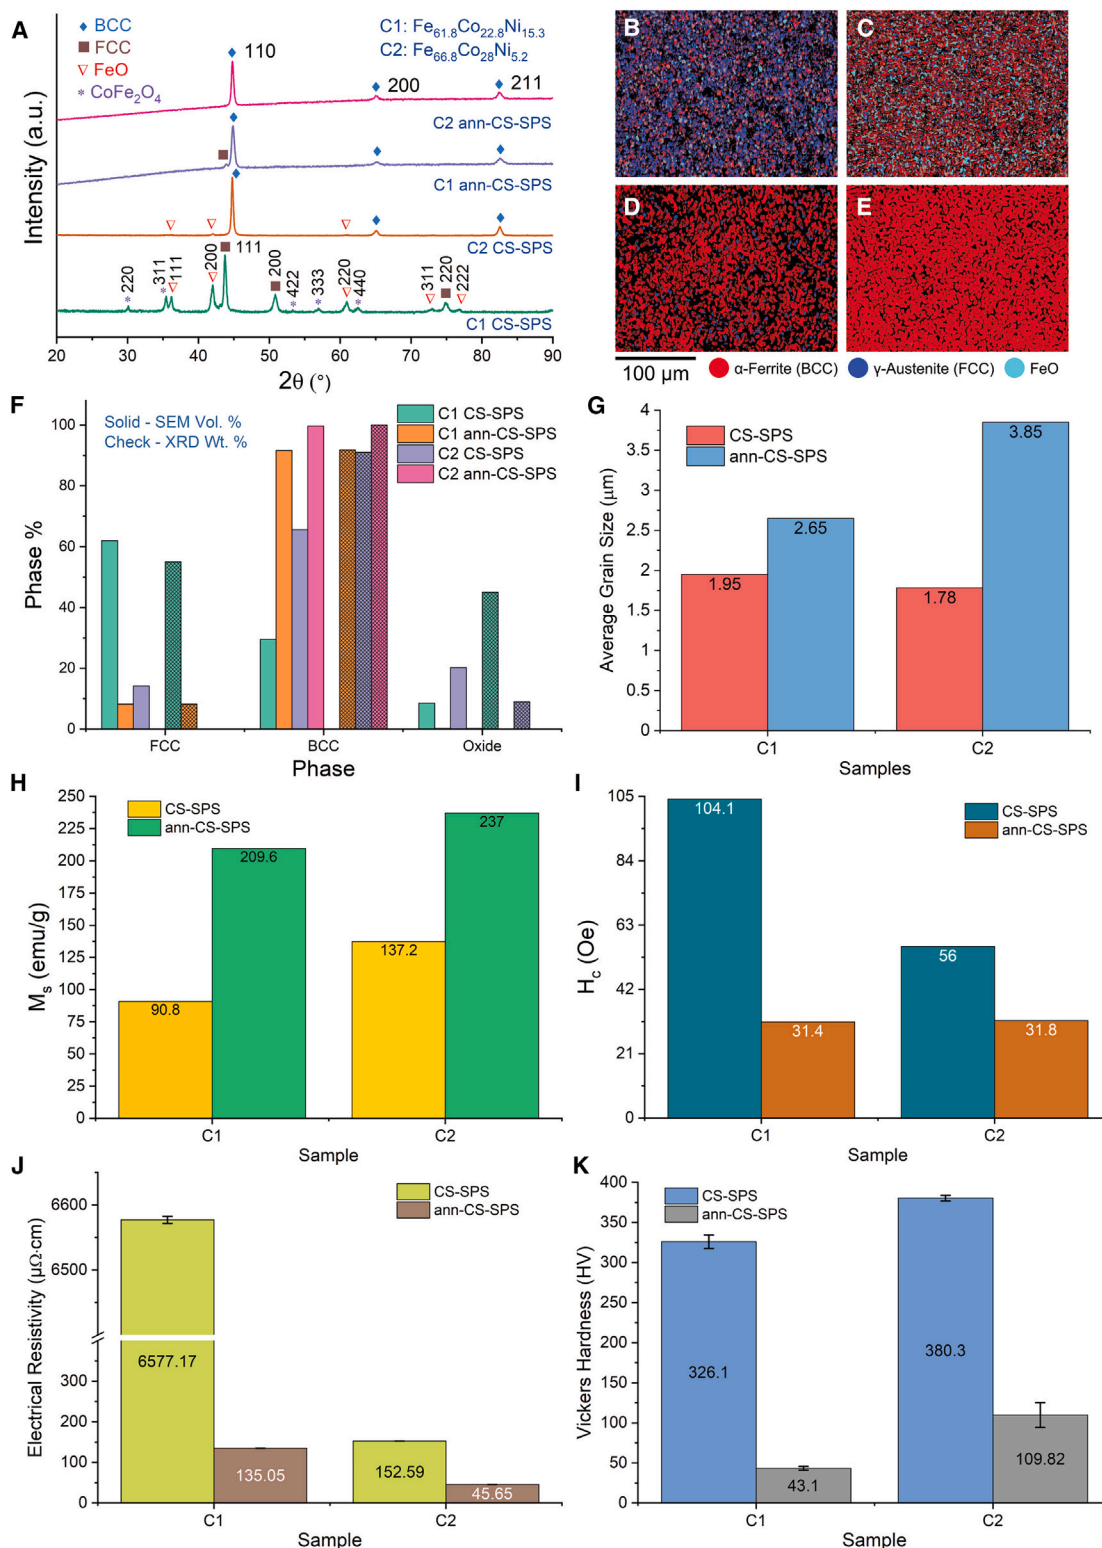 A
BCC
FCC
FeO
CoFe₂O₄
C1: Fe₆₁.₈Co₂₂.₈Ni₁₅.₃
C2: Fe₆₆.₈Co₂₈Ni₅.₂
110
200
211
C2 ann-CS-SPS
C1 ann-CS-SPS
C2 CS-SPS
220
311
111
200
111
200
422
333
220
440
311
220
222
C1 CS-SPS
Intensity (a.u.)
20 30 40 50 60 70 80 90
2θ (°)
B
C
D
E
100 µm
α-Ferrite (BCC)
γ-Austenite (FCC)
FeO
F
Solid - SEM Vol. %
Check - XRD Wt. %
C1 CS-SPS
C1 ann-CS-SPS
C2 CS-SPS
C2 ann-CS-SPS
Phase %
100
80
60
40
20
0
FCC BCC Oxide
Phase
G
CS-SPS
ann-CS-SPS
Average Grain Size (µm)
4
3.5
3
2.5
2
1.5
1
0.5
0
1.95
2.65
1.78
3.85
C1 C2
Samples
H
CS-SPS
ann-CS-SPS
Mₛ (emu/g)
250
225
200
175
150
125
100
75
50
25
0
90.8
209.6
137.2
237
C1 C2
Sample
I
CS-SPS
ann-CS-SPS
H꜀ (Oe)
105
84
63
42
21
0
104.1
31.4
56
31.8
C1 C2
Sample
J
CS-SPS
ann-CS-SPS
Electrical Resistivity (µΩ·cm)
6600
6500
300
200
100
0
6577.17
135.05
152.59
45.65
C1 C2
Sample
K
CS-SPS
ann-CS-SPS
Vickers Hardness (HV)
400
350
300
250
200
150
100
50
0
326.1
43.1
380.3
109.82
C1 C2
Sample